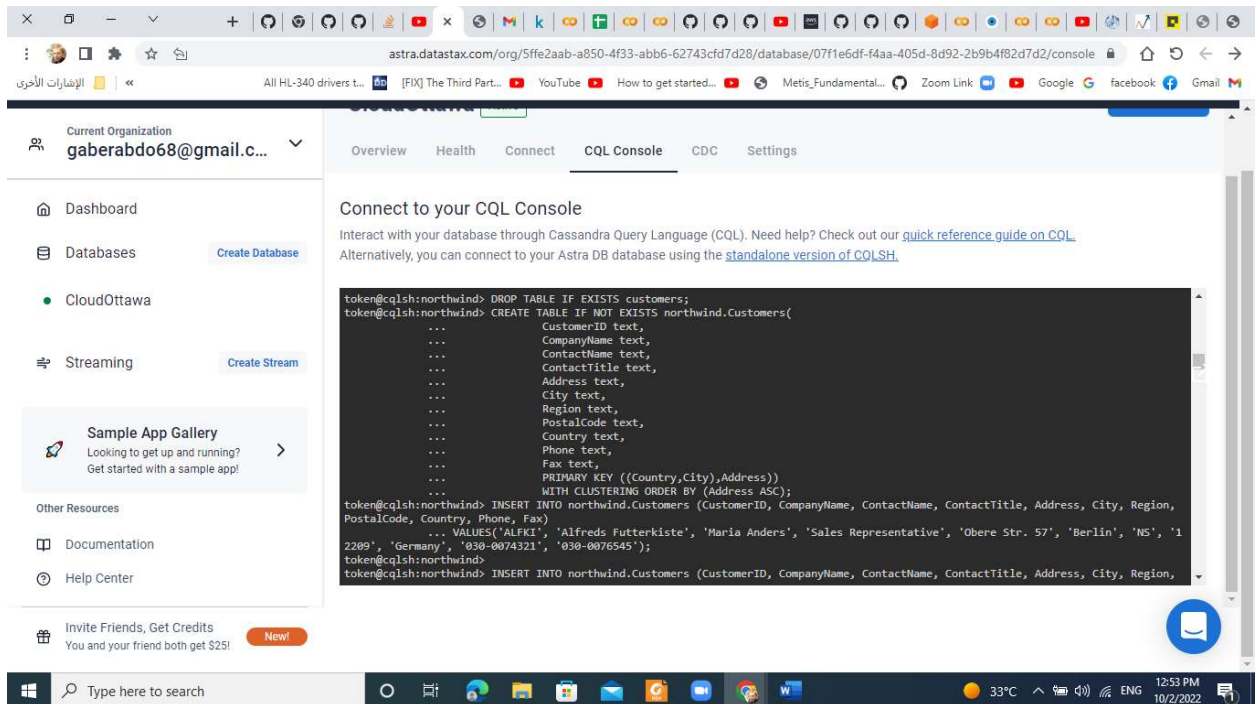 astra.datastax.com/org/5ffe2aab-a850-4f33-abb6-62743cfd7d28/database/07f1e6df-f4aa-405d-8d92-2b9b4f82d7d2/console
الإشارات الأخرى » All HL-340 drivers t... [FIX] The Third Part... YouTube How to get started... Metis_Fundamental... Zoom Link Google facebook Gmail
Current Organization
gaberabdo68@gmail.c...
Overview Health Connect CQL Console CDC Settings
Dashboard
Databases Create Database
CloudOttawa
Streaming Create Stream
Sample App Gallery
Looking to get up and running?
Get started with a sample app!
Other Resources
Documentation
Help Center
Invite Friends, Get Credits
You and your friend both get $25!
New!
Connect to your CQL Console
Interact with your database through Cassandra Query Language (CQL). Need help? Check out our quick reference guide on CQL.
Alternatively, you can connect to your Astra DB database using the standalone version of CQLSH.
token@cqlsh:northwind> DROP TABLE IF EXISTS customers;
token@cqlsh:northwind> CREATE TABLE IF NOT EXISTS northwind.Customers(
... CustomerID text,
... CompanyName text,
... ContactName text,
... ContactTitle text,
... Address text,
... City text,
... Region text,
... PostalCode text,
... Country text,
... Phone text,
... Fax text,
... PRIMARY KEY ((Country,City),Address))
... WITH CLUSTERING ORDER BY (Address ASC);
token@cqlsh:northwind> INSERT INTO northwind.Customers (CustomerID, CompanyName, ContactName, ContactTitle, Address, City, Region,
PostalCode, Country, Phone, Fax)
... VALUES('ALFKI', 'Alfreds Futterkiste', 'Maria Anders', 'Sales Representative', 'Obere Str. 57', 'Berlin', 'NS', '1
2209', 'Germany', '030-0074321', '030-0076545');
token@cqlsh:northwind>
token@cqlsh:northwind> INSERT INTO northwind.Customers (CustomerID, CompanyName, ContactName, ContactTitle, Address, City, Region,
Type here to search
33°C ENG 12:53 PM
10/2/2022